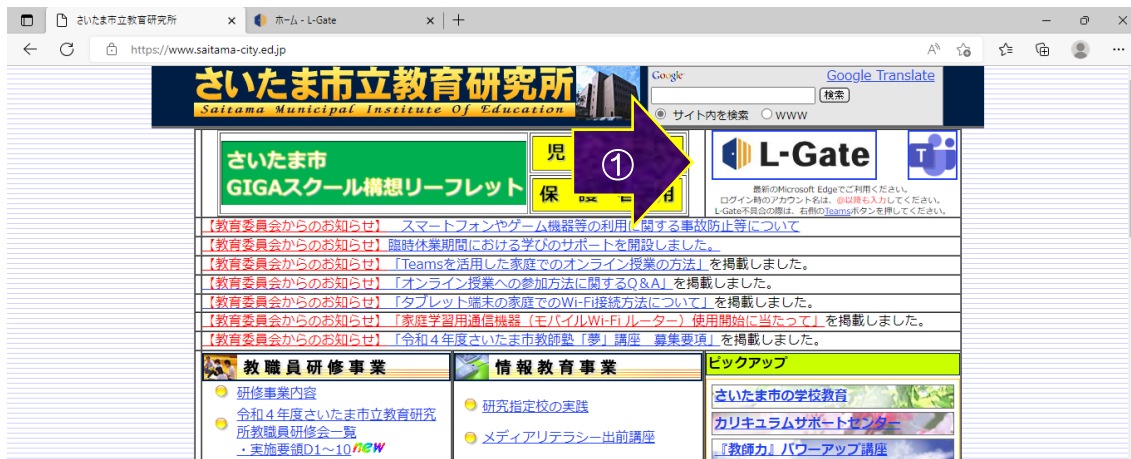 さいたま市立教育研究所
ホーム - L-Gate
https://www.saitama-city.ed.jp
さいたま市立教育研究所
Saitama Municipal Institute Of Education
Google
Google Translate
検索
サイト内を検索 WWW
さいたま市
GIGAスクール構想リーフレット
児
保護者用
①
L-Gate
T
最新のMicrosoft Edgeでご利用ください。
ログイン時のアカウント名は、@以降も入力してください。
L-Gate不具合の際は、右側のTeamsボタンを押してください。
【教育委員会からのお知らせ】 スマートフォンやゲーム機器等の利用に関する事故防止等について
【教育委員会からのお知らせ】臨時休業期間における学びのサポートを開設しました。
【教育委員会からのお知らせ】「Teamsを活用した家庭でのオンライン授業の方法」を掲載しました。
【教育委員会からのお知らせ】「オンライン授業への参加方法に関するQ&A」を掲載しました。
【教育委員会からのお知らせ】「タブレット端末の家庭でのWi-Fi接続方法について」を掲載しました。
【教育委員会からのお知らせ】「家庭学習用通信機器（モバイルWi-Fi ルーター）使用開始に当たって」を掲載しました。
【教育委員会からのお知らせ】「令和４年度さいたま市教師塾「夢」講座 募集要項」を掲載しました。
教職員研修事業
研修事業内容
令和４年度さいたま市立教育研究
所教職員研修会一覧
・実施要領D1～10 new
情報教育事業
研究指定校の実践
メディアリテラシー出前講座
ピックアップ
さいたま市の学校教育
カリキュラムサポートセンター
『教師力』パワーアップ講座